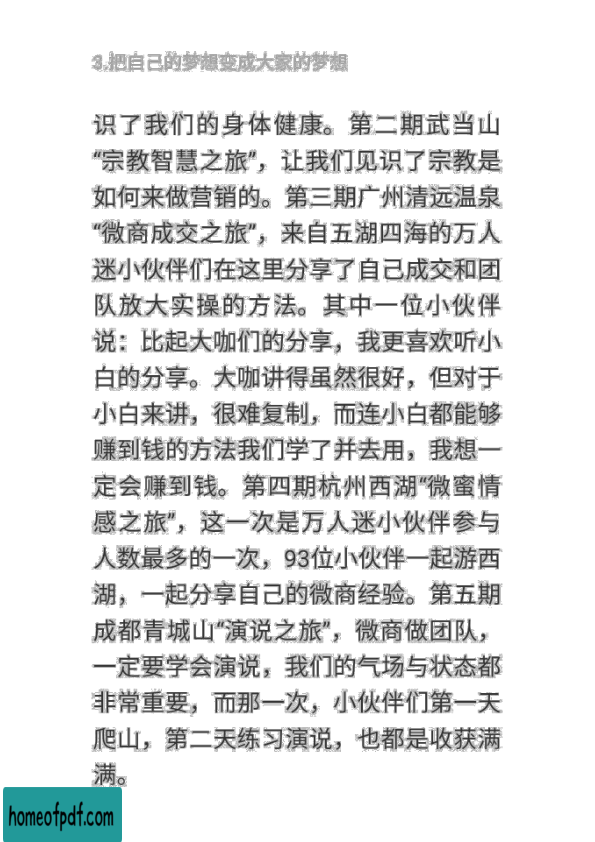 3.把自己的梦想变成大家的梦想
识了我们的身体健康。第二期武当山
“宗教智慧之旅”，让我们见识了宗教是
如何来做营销的。第三期广州清远温泉
“微商成交之旅”，来自五湖四海的万人
迷小伙伴们在这里分享了自己成交和团
队放大实操的方法。其中一位小伙伴
说：比起大咖们的分享，我更喜欢听小
白的分享。大咖讲得虽然很好，但对于
小白来讲，很难复制，而连小白都能够
赚到钱的方法我们学了并去用，我想一
定会赚到钱。第四期杭州西湖“微蜜情
感之旅”，这一次是万人迷小伙伴参与
人数最多的一次，93位小伙伴一起游西
湖，一起分享自己的微商经验。第五期
成都青城山“演说之旅”，微商做团队，
一定要学会演说，我们的气场与状态都
非常重要，而那一次，小伙伴们第一天
爬山，第二天练习演说，也都是收获满
满。
homeofpdf.com